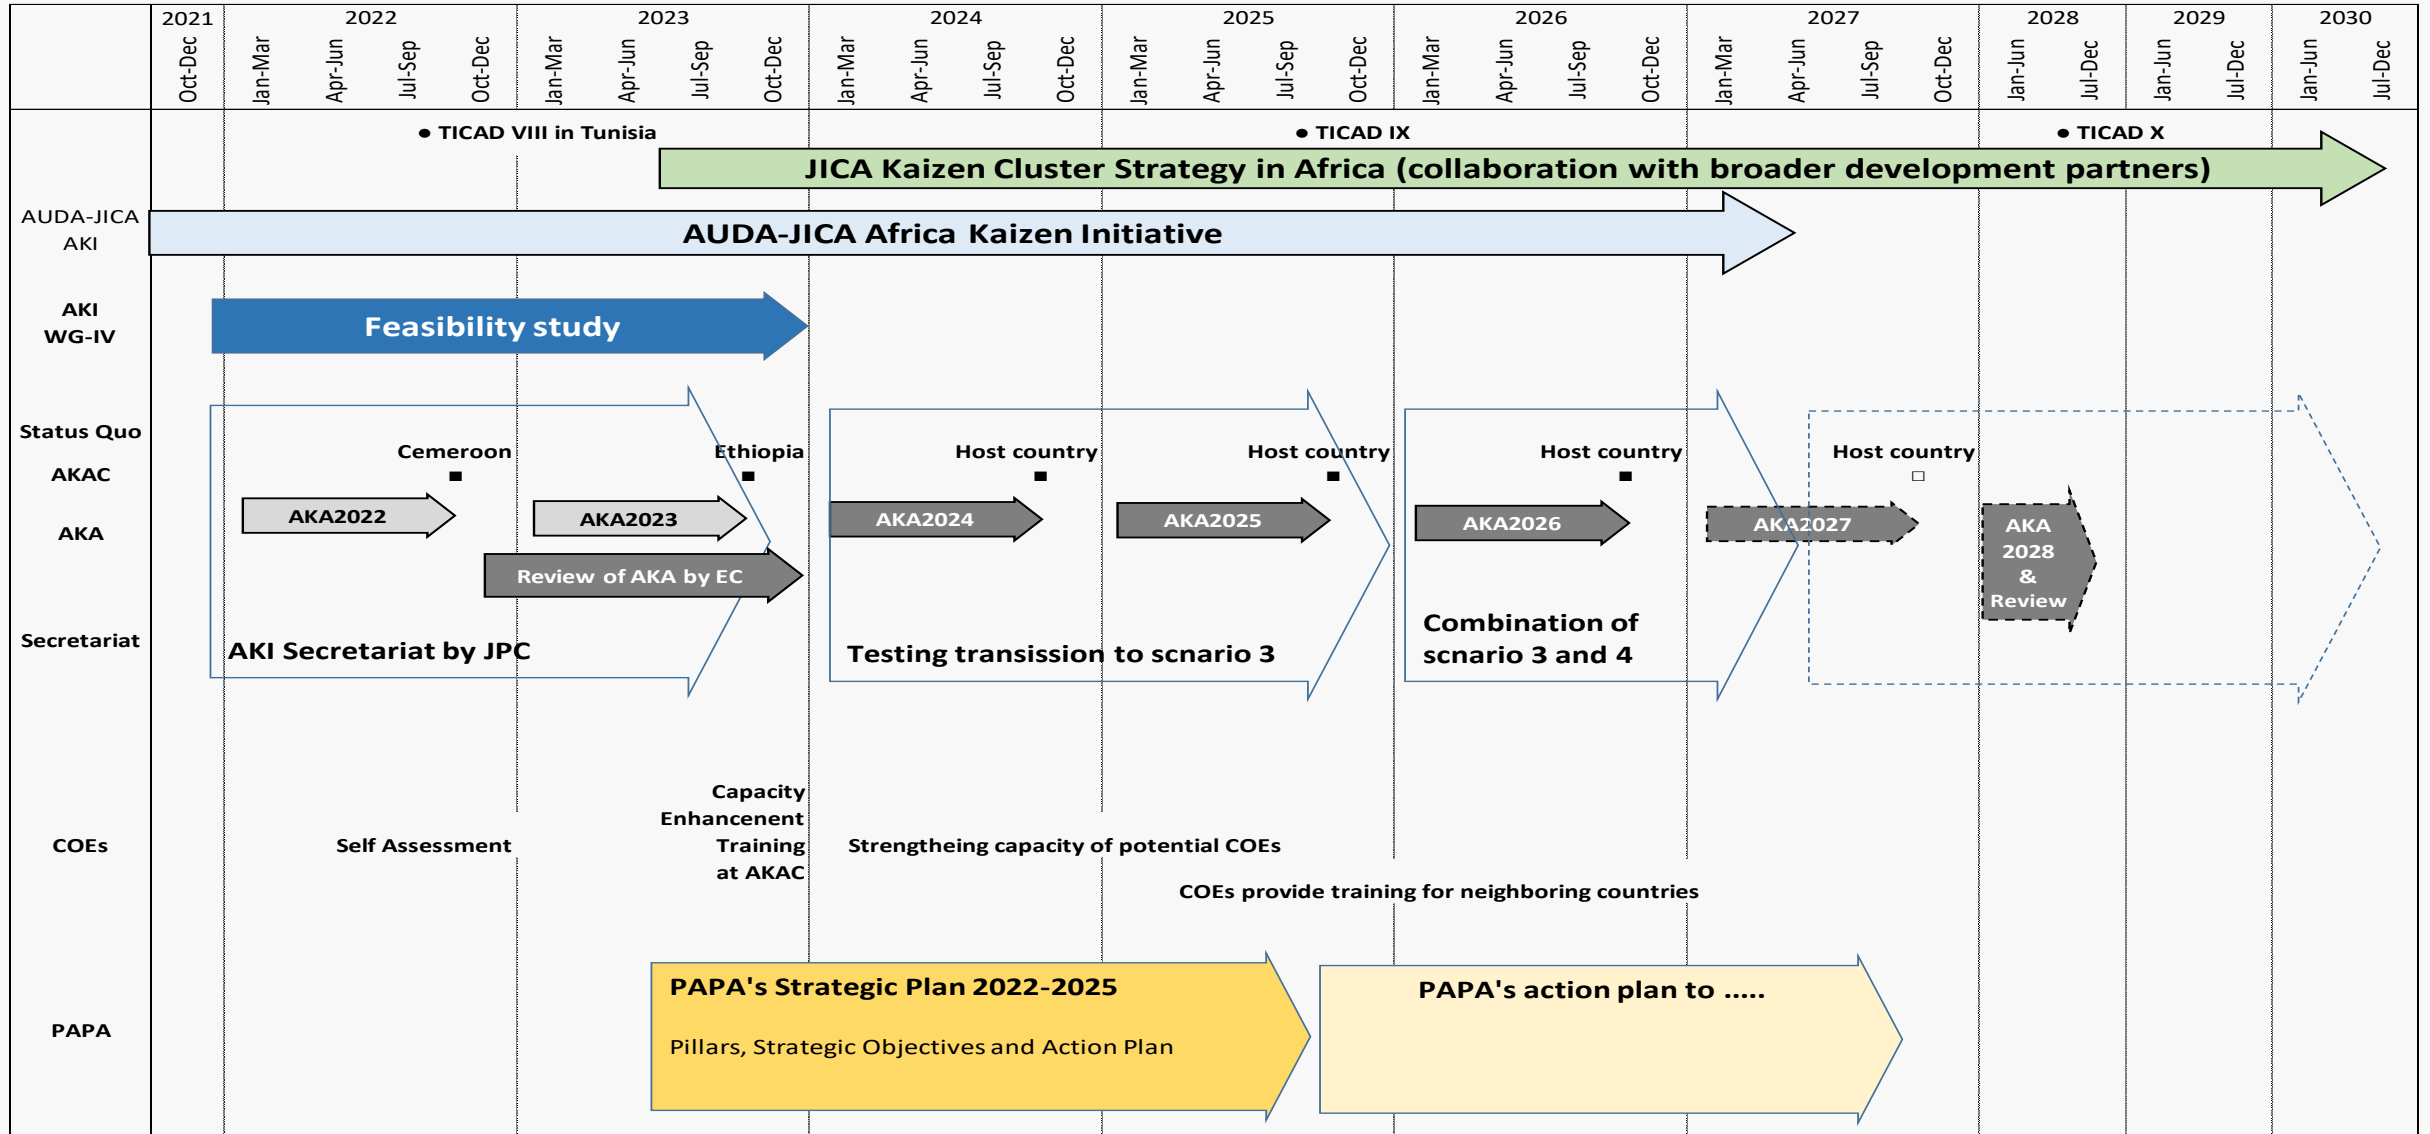 2021 2022 2023 2024 2025 2026 2027 2028 2029 2030
Oct-Dec Jan-Mar Apr-Jun Jul-Sep Oct-Dec Jan-Mar Apr-Jun Jul-Sep Oct-Dec Jan-Mar Apr-Jun Jul-Sep Oct-Dec Jan-Mar Apr-Jun Jul-Sep Oct-Dec Jan-Mar Apr-Jun Jul-Sep Oct-Dec Jan-Mar Apr-Jun Jul-Sep Oct-Dec Jan-Jun Jul-Dec Jan-Jun Jul-Dec Jan-Jun Jul-Dec
● TICAD VIII in Tunisia
● TICAD IX
● TICAD X
JICA Kaizen Cluster Strategy in Africa (collaboration with broader development partners)
AUDA-JICA
AKI
AUDA-JICA Africa Kaizen Initiative
AKI
WG-IV
Feasibility study
Status Quo
AKAC
Cemeroon
Ethiopia
Host country
Host country
Host country
Host country
AKA
AKA2022
AKA2023
AKA2024
AKA2025
AKA2026
AKA2027
AKA
2028
&
Review
Review of AKA by EC
Secretariat
AKI Secretariat by JPC
Testing transission to scnario 3
Combination of
scnario 3 and 4
COEs
Self Assessment
Capacity
Enhancenent
Training
at AKAC
Strengtheing capacity of potential COEs
COEs provide training for neighboring countries
PAPA
PAPA's Strategic Plan 2022-2025
Pillars, Strategic Objectives and Action Plan
PAPA's action plan to .....